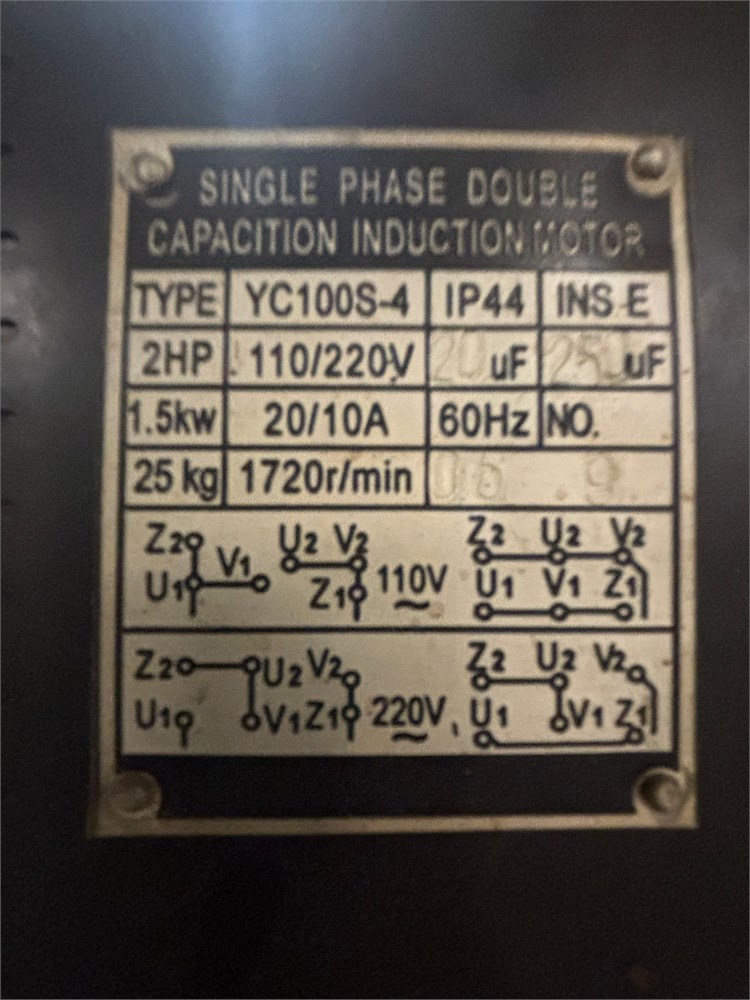 SINGLE PHASE DOUBLE
CAPACITION INDUCTION MOTOR
TYPE YC100S-4 IP44 INS E
2HP 110/220V 20 uF 250 uF
1.5kw 20/10A 60Hz NO.
25 kg 1720r/min
Z2 U2 V2 Z2 U2 V2
U1 V1 Z1 110V U1 V1 Z1
Z2 U2 V2 Z2 U2 V2
U1 V1 Z1 220V U1 V1 Z1